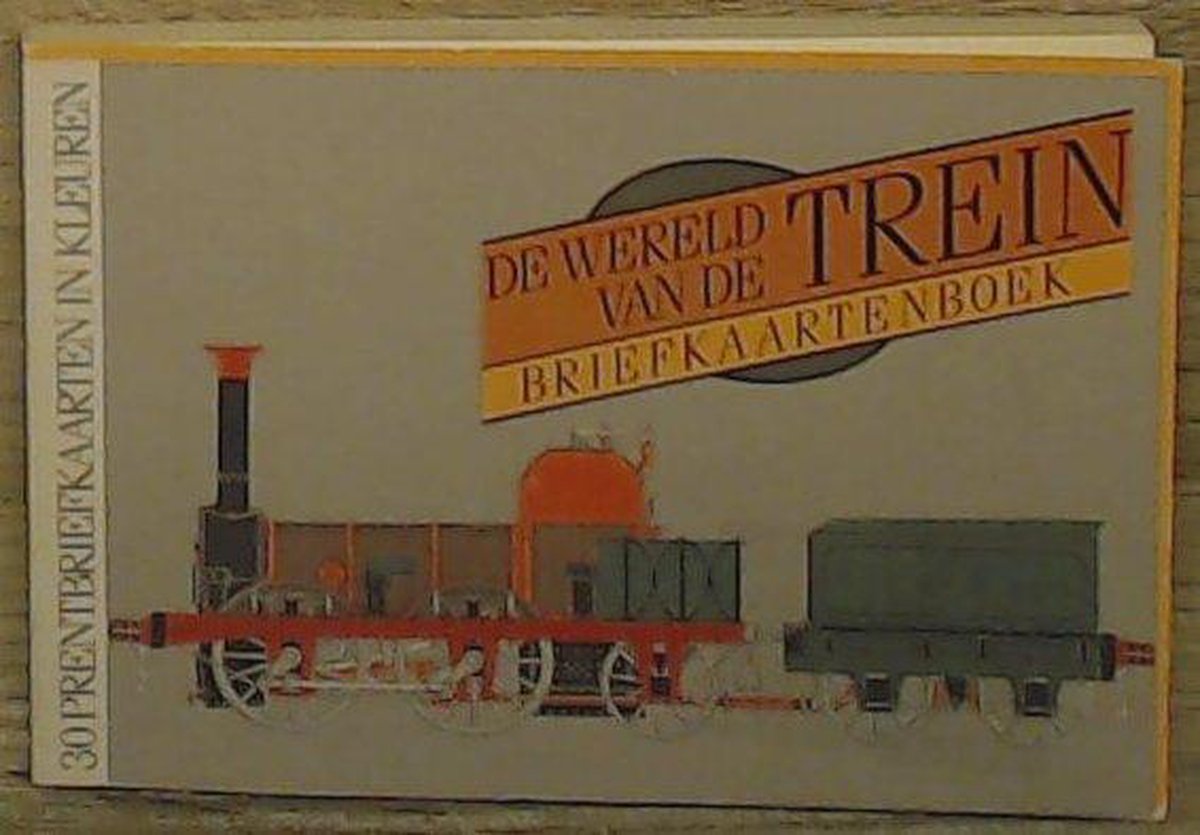 30 PRENTBRIEFKAARTEN IN KLEUREN
DE WERELD
VAN DE TREIN
BRIEFKAARTENBOEK